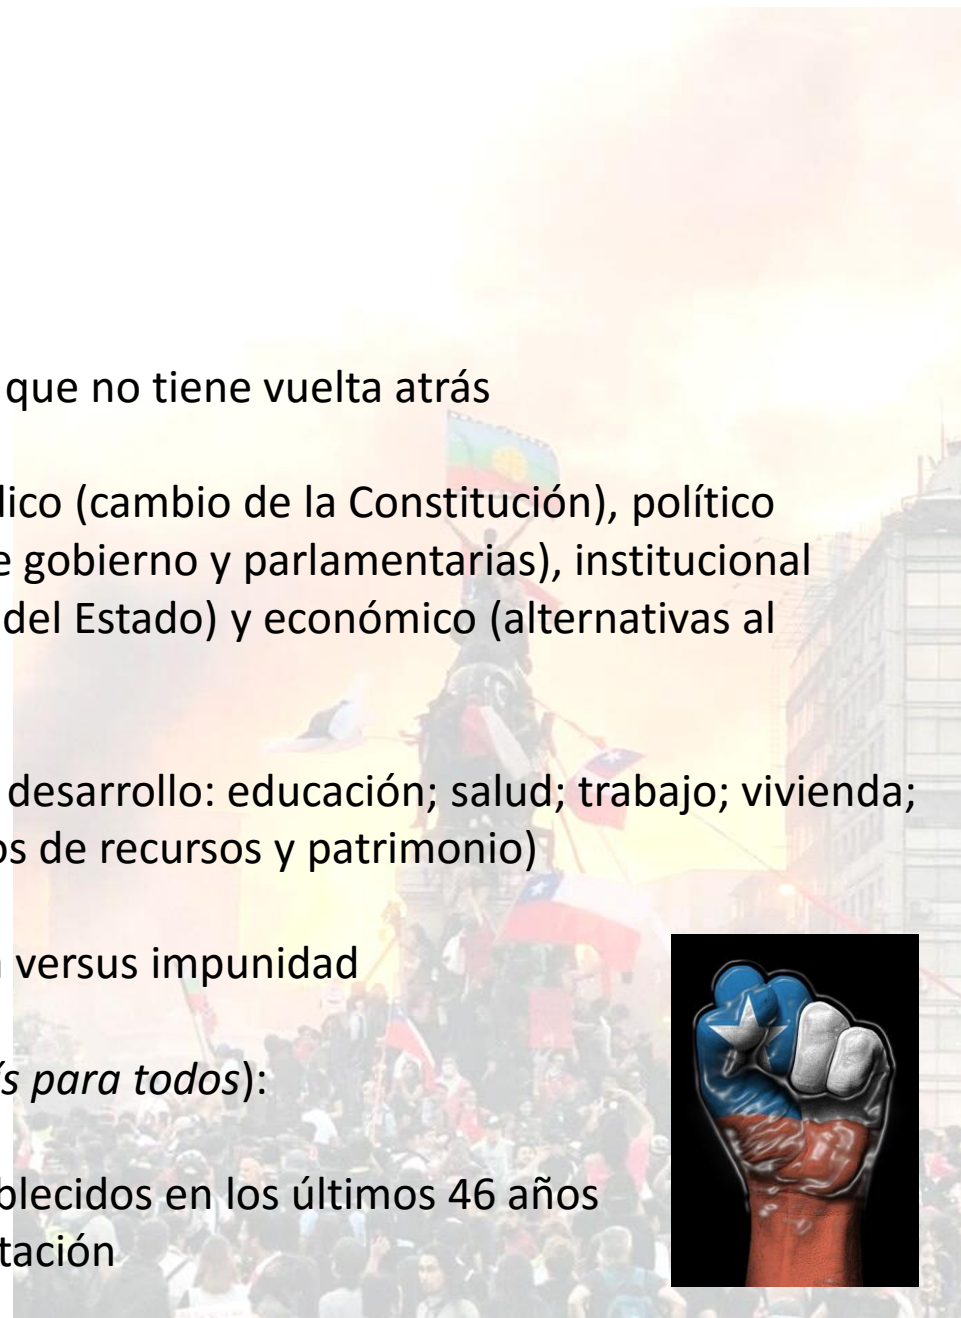 que no tiene vuelta atrás
lico (cambio de la Constitución), político
e gobierno y parlamentarias), institucional
del Estado) y económico (alternativas al
desarrollo: educación; salud; trabajo; vivienda;
os de recursos y patrimonio)
versus impunidad
ís para todos):
blecidos en los últimos 46 años
tación